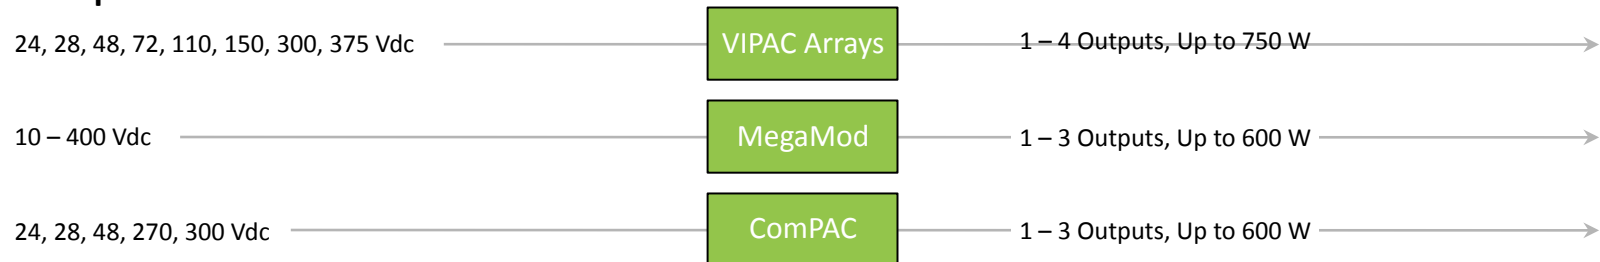 24, 28, 48, 72, 110, 150, 300, 375 Vdc VIPAC Arrays 1 – 4 Outputs, Up to 750 W
10 – 400 Vdc MegaMod 1 – 3 Outputs, Up to 600 W
24, 28, 48, 270, 300 Vdc ComPAC 1 – 3 Outputs, Up to 600 W